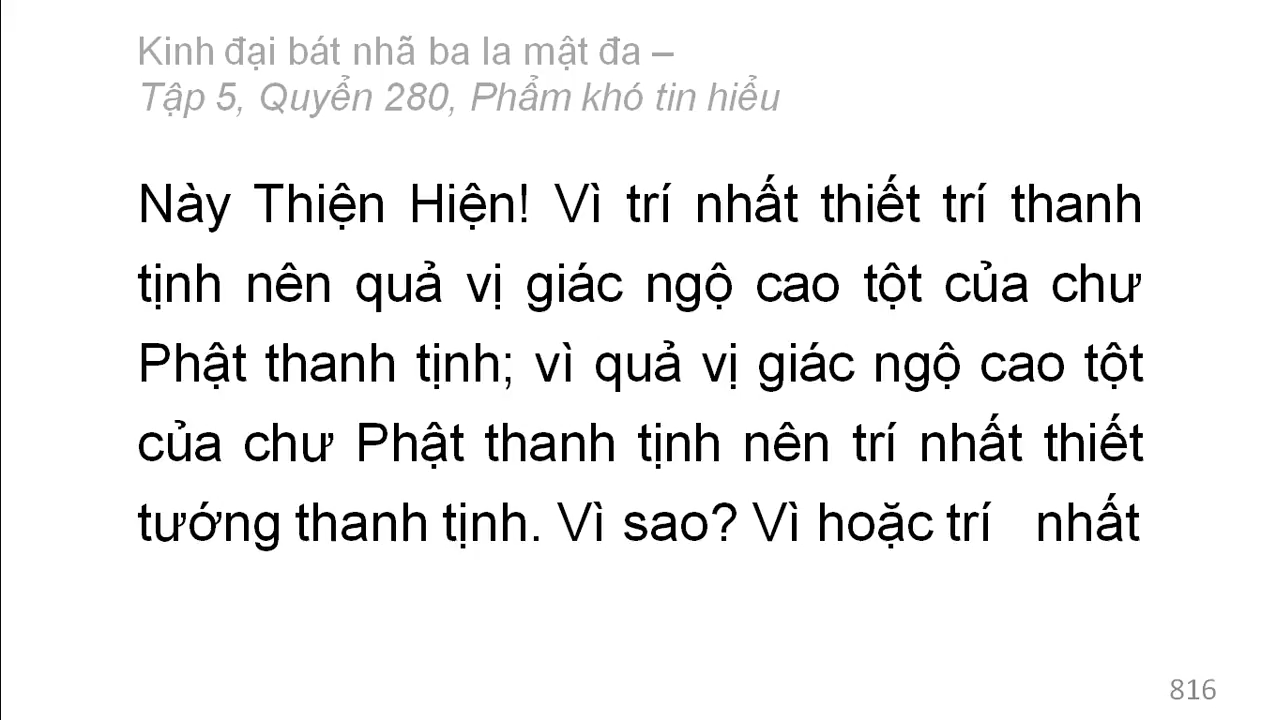 Kinh đại bát nhã ba la mật đa –
Tập 5, Quyển 280, Phẩm khó tin hiểu
Này Thiện Hiện! Vì trí nhất thiết trí thanh
tịnh nên quả vị giác ngộ cao tột của chư
Phật thanh tịnh; vì quả vị giác ngộ cao tột
của chư Phật thanh tịnh nên trí nhất thiết
tướng thanh tịnh. Vì sao? Vì hoặc trí nhất
816